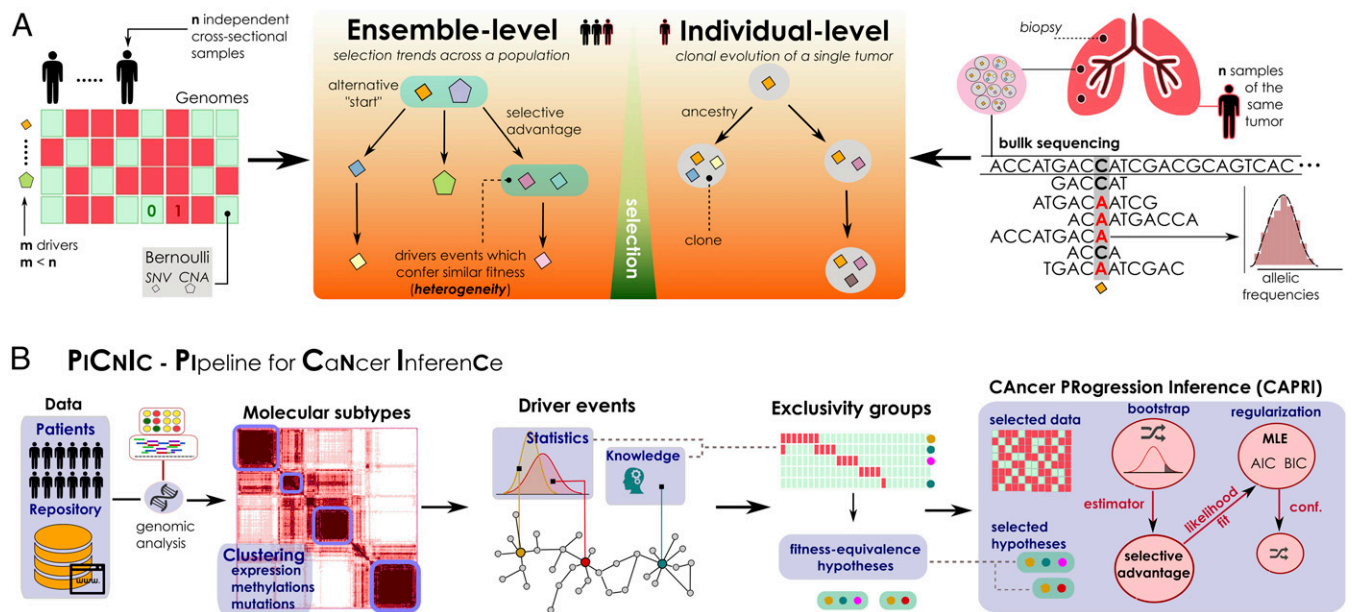 A
n independent
cross-sectional
samples
Genomes
0 1
m drivers
m < n
Bernoulli
SNV CNA
Ensemble-level
selection trends across a population
alternative
"start"
selective
advantage
drivers events which
confer similar fitness
(heterogeneity)
selection
Individual-level
clonal evolution of a single tumor
ancestry
clone
biopsy
n samples
of the
same
tumor
bullk sequencing
ACCATGACCATCGACGCAGTCAC
GACCAT
ATGACAATCG
ACAATGACCA
ACCATGACAA
ACCA
TGACAATCGAC
allelic
frequencies
B
PICNIC - PIpeline for CaNcer InferenCe
Data
Patients
Repository
www.
genomic
analysis
Molecular subtypes
Clustering
expression
methylations
mutations
Driver events
Statistics
Knowledge
Exclusivity groups
fitness-equivalence
hypotheses
CAncer PRogression Inference (CAPRI)
selected data
bootstrap
regularization
MLE
AIC BIC
estimator
likelihood
fit
conf.
selected
hypotheses
selective
advantage